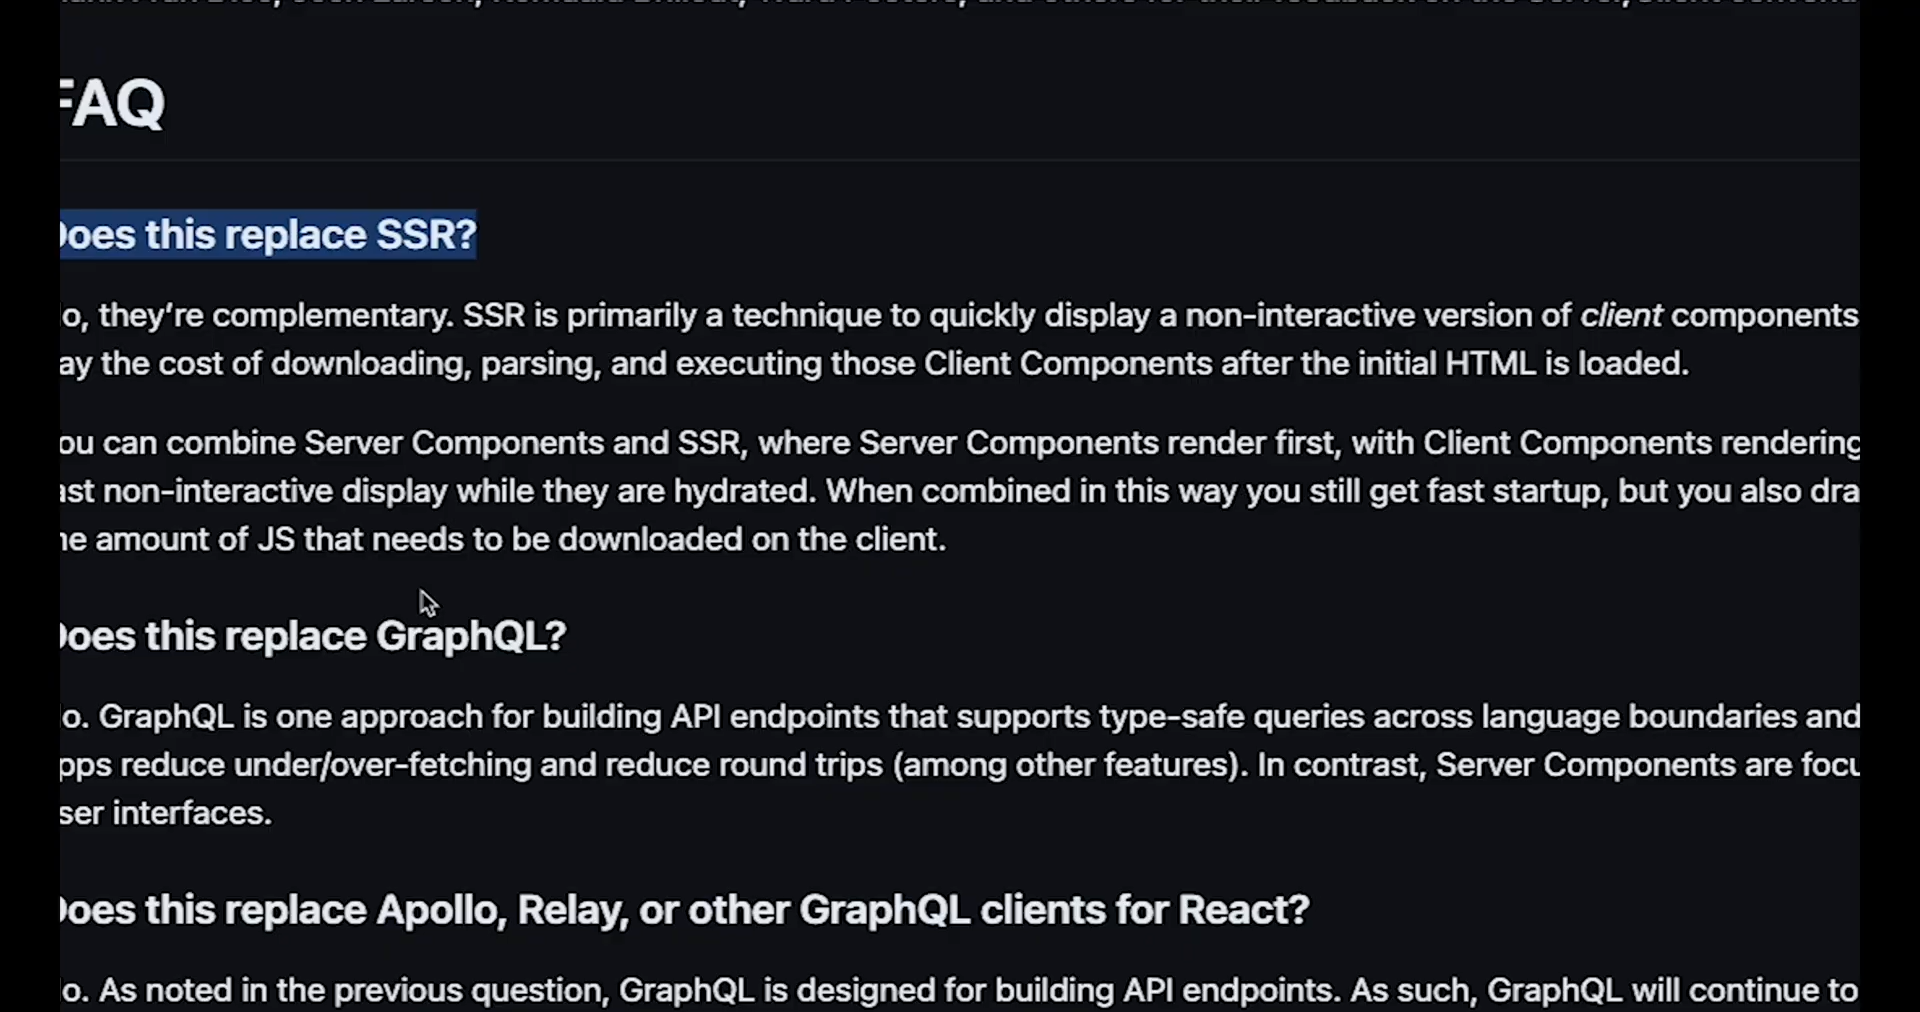 FAQ
Does this replace SSR?
o, they're complementary. SSR is primarily a technique to quickly display a non-interactive version of client components
ay the cost of downloading, parsing, and executing those Client Components after the initial HTML is loaded.
ou can combine Server Components and SSR, where Server Components render first, with Client Components rendering
ast non-interactive display while they are hydrated. When combined in this way you still get fast startup, but you also dra
he amount of JS that needs to be downloaded on the client.
Does this replace GraphQL?
o. GraphQL is one approach for building API endpoints that supports type-safe queries across language boundaries and
pps reduce under/over-fetching and reduce round trips (among other features). In contrast, Server Components are focu
ser interfaces.
Does this replace Apollo, Relay, or other GraphQL clients for React?
o. As noted in the previous question, GraphQL is designed for building API endpoints. As such, GraphQL will continue to